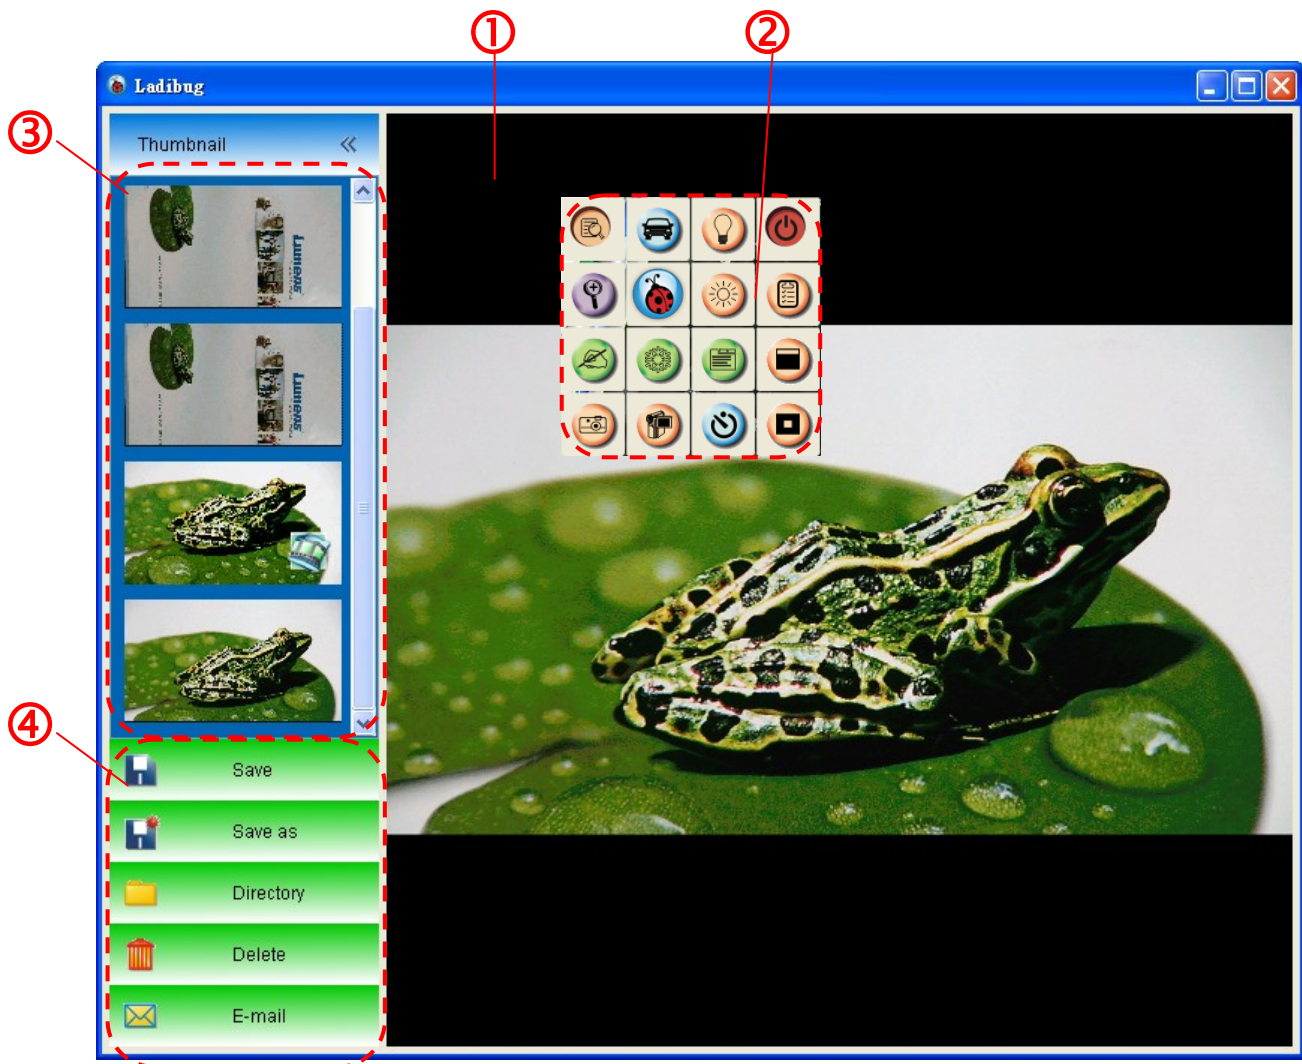 ①
②
Ladibug
③
Thumbnail
«
Lumens
Lumens
④
Save
Save as
Directory
Delete
E-mail